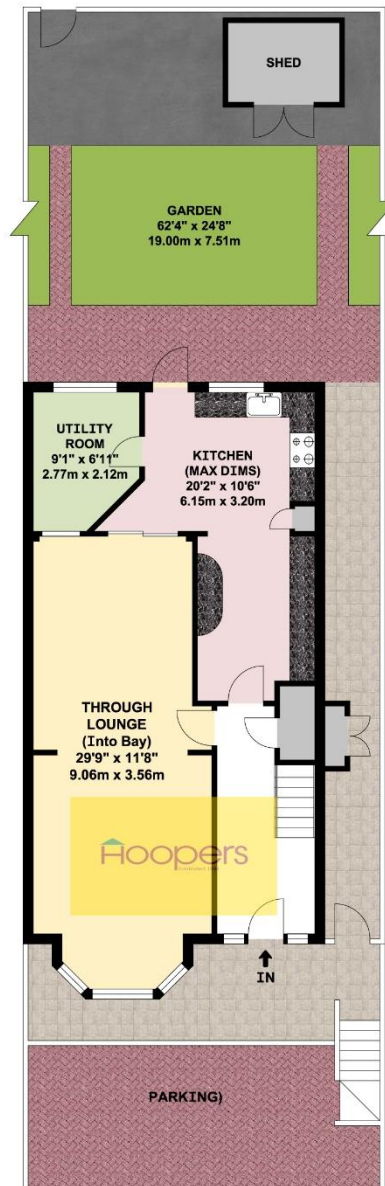 SHED
GARDEN
62'4" x 24'8"
19.00m x 7.51m
UTILITY
ROOM
9'1" x 6'11"
2.77m x 2.12m
KITCHEN
(MAX DIMS)
20'2" x 10'6"
6.15m x 3.20m
THROUGH
LOUNGE
(Into Bay)
29'9" x 11'8"
9.06m x 3.56m
Hoopers
IN
PARKING)